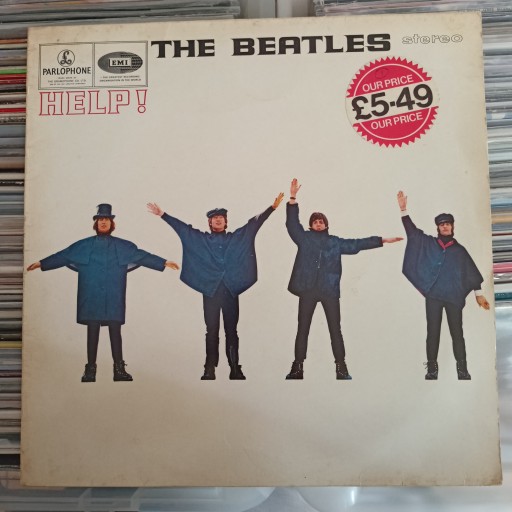 THE BEATLES stereo
PARLOPHONE
EMI
HELP!
OUR PRICE
£5·49
OUR PRICE